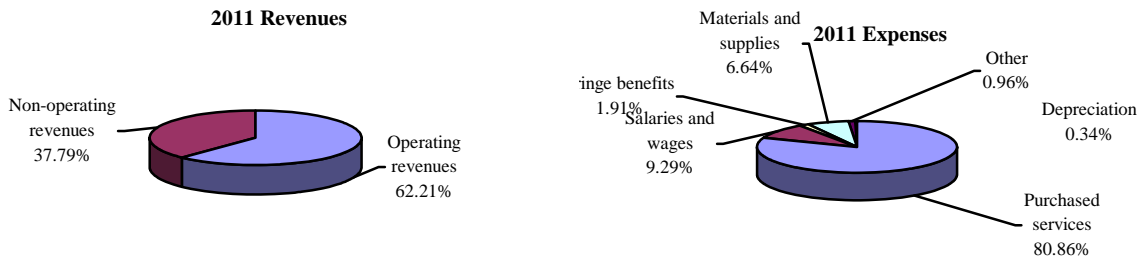 2011 Revenues
Non-operating
revenues
37.79%
Operating
revenues
62.21%
2011 Expenses
Materials and
supplies
6.64%
Other
0.96%
ringe benefits
1.91%
Depreciation
0.34%
Salaries and
wages
9.29%
Purchased
services
80.86%